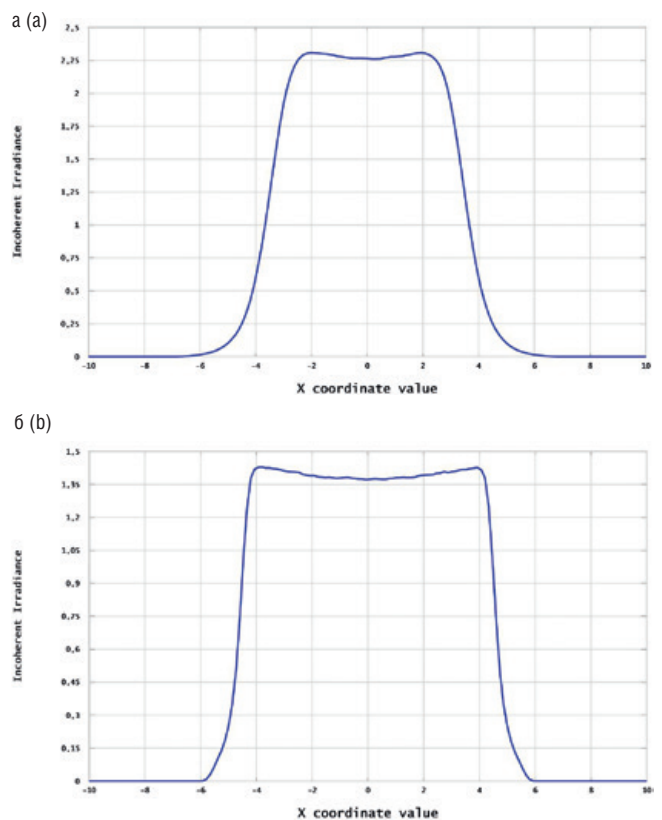 а (a)
2,5
2,25
2
1,75
1,5
1,25
1
0,75
0,5
0,25
0
-10 -8 -6 -4 -2 0 2 4 6 8 10
Incoherent Irradiance
X coordinate value
б (b)
1,5
1,35
1,2
1,05
0,9
0,75
0,6
0,45
0,3
0,15
0
-10 -8 -6 -4 -2 0 2 4 6 8 10
Incoherent Irradiance
X coordinate value